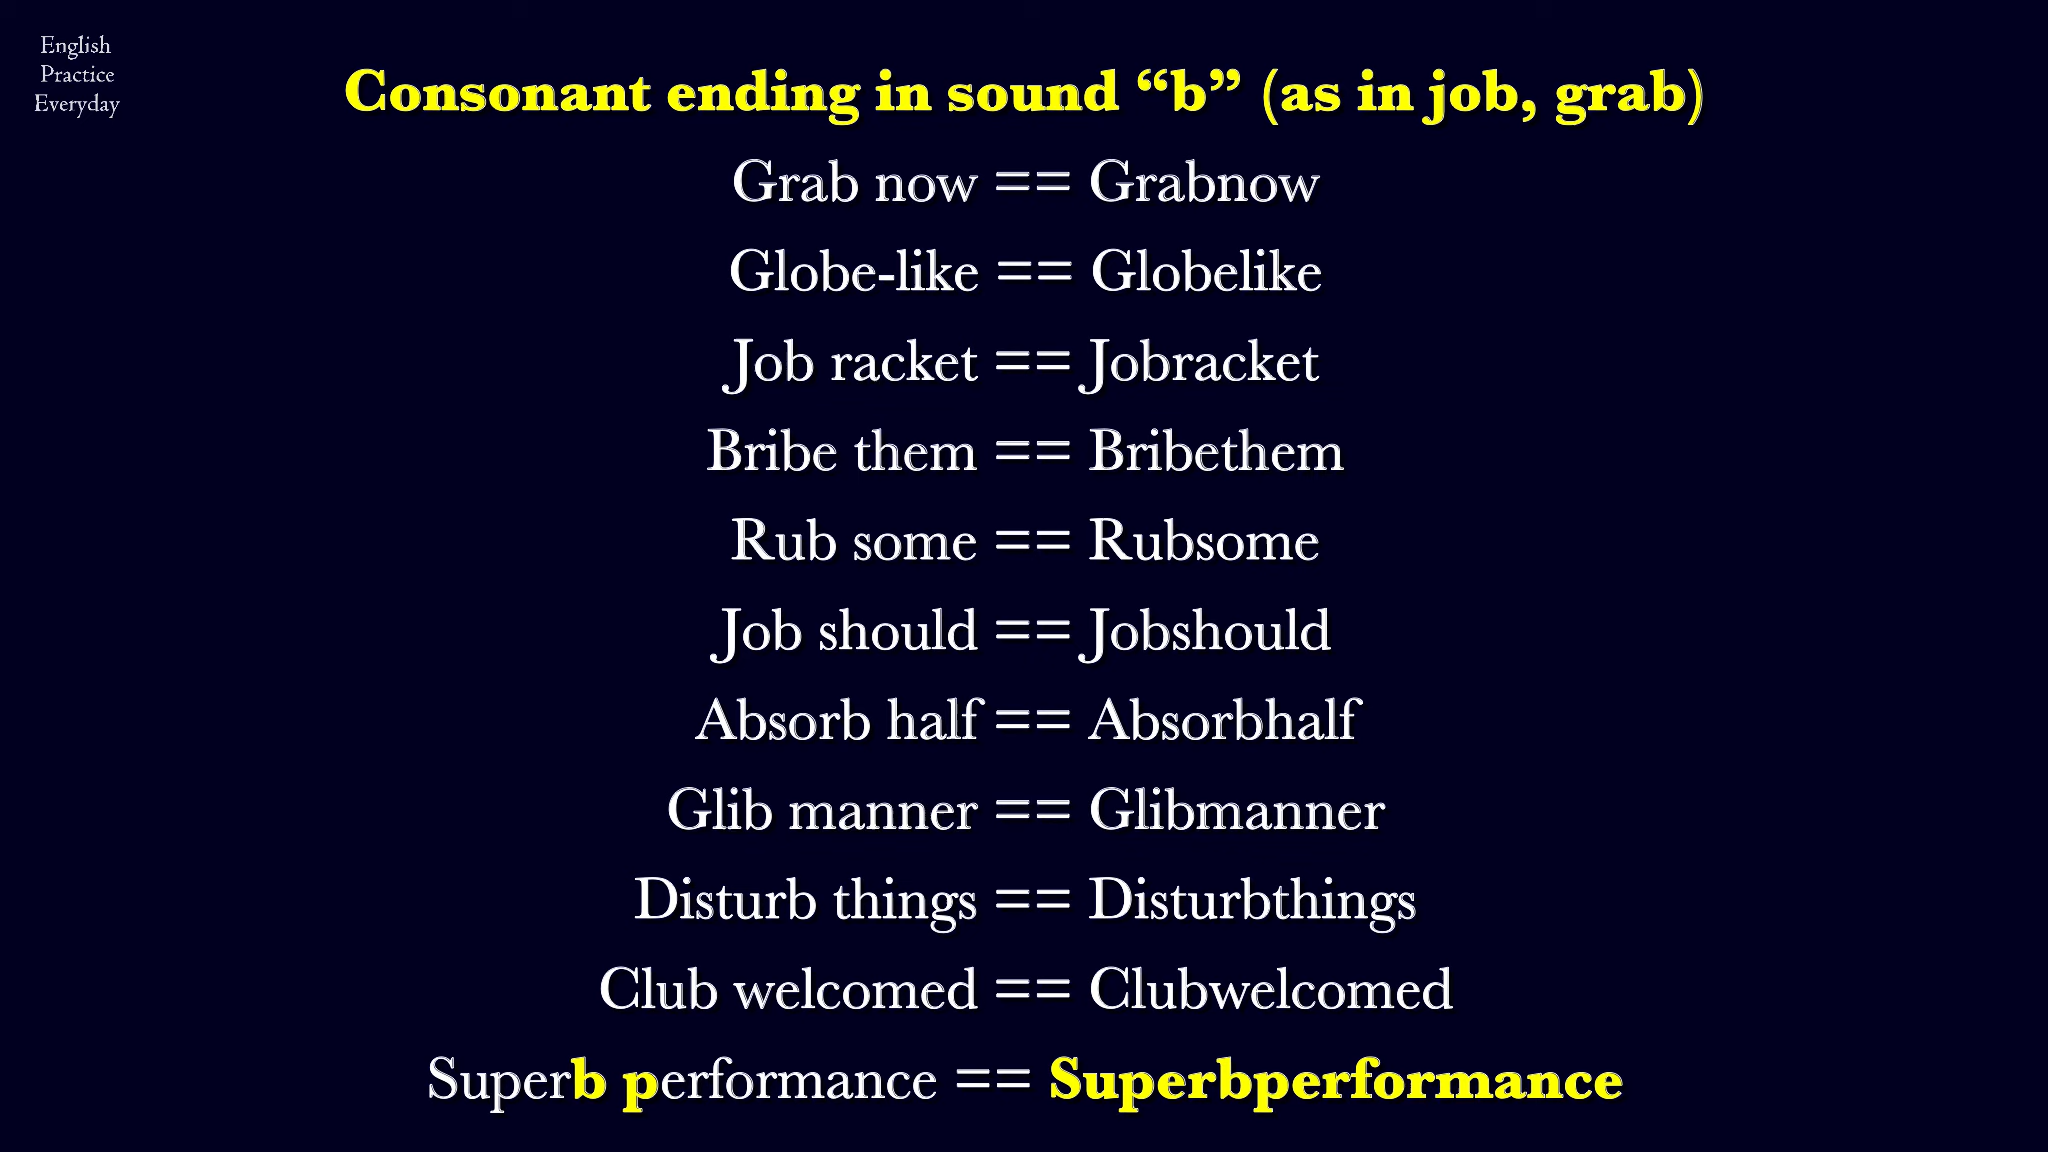 English
Practice
Everyday
Consonant ending in sound “b” (as in job, grab)
Grab now == Grabnow
Globe-like == Globelike
Job racket == Jobracket
Bribe them == Bribethem
Rub some == Rubsome
Job should == Jobshould
Absorb half == Absorbhalf
Glib manner == Glibmanner
Disturb things == Disturbthings
Club welcomed == Clubwelcomed
Superb performance == Superbperformance